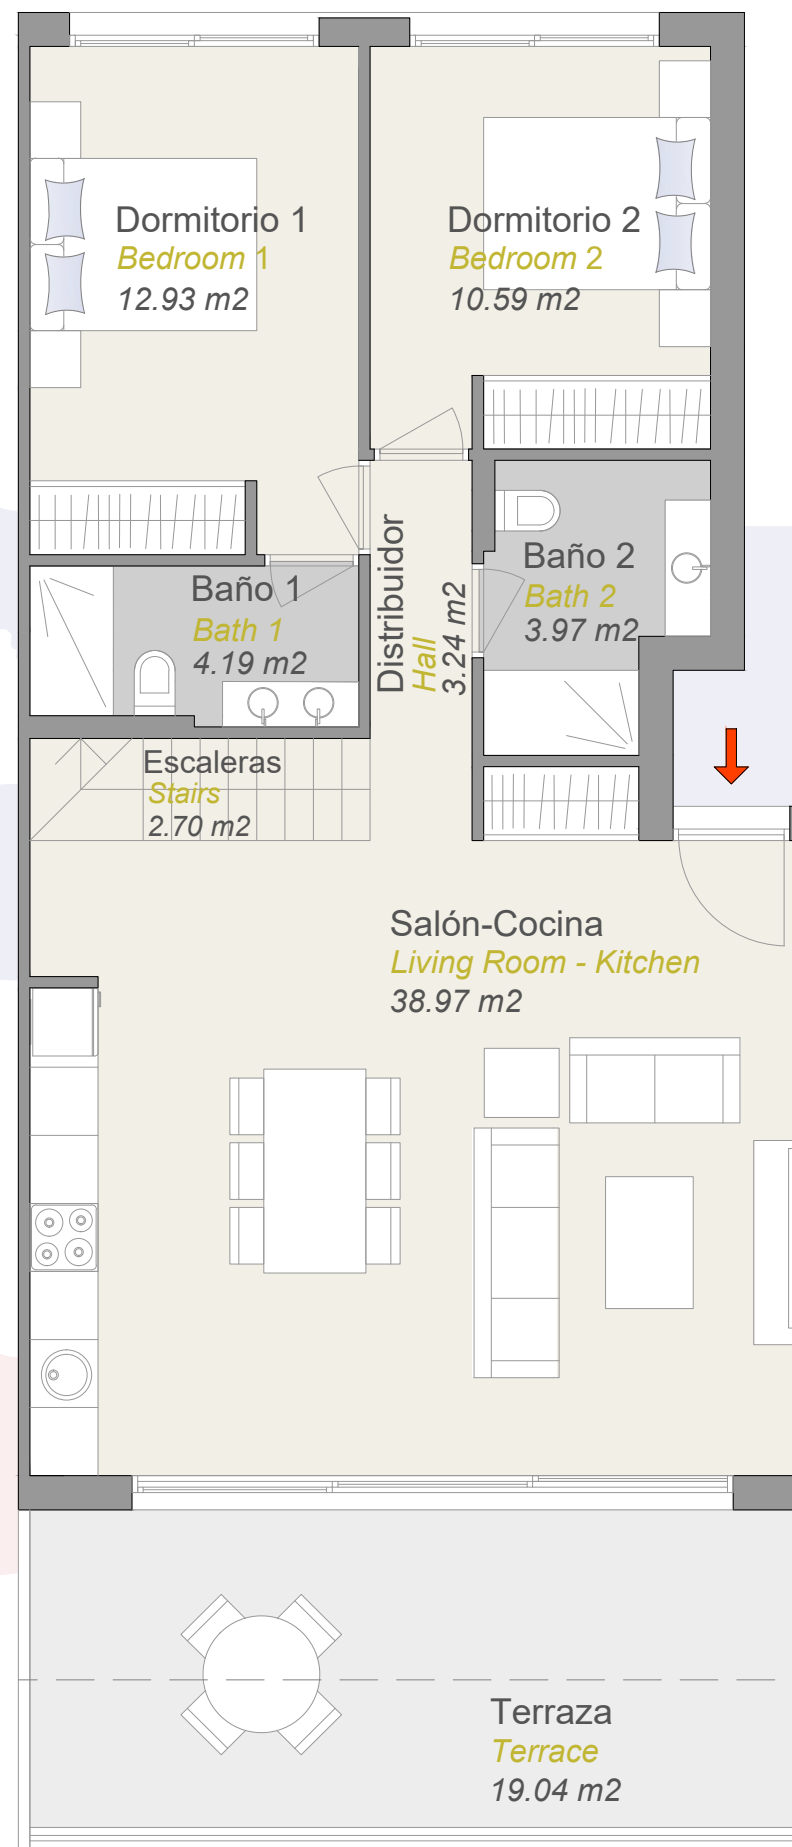 Dormitorio 1
Bedroom 1
12.93 m2
Dormitorio 2
Bedroom 2
10.59 m2
Baño 1
Bath 1
4.19 m2
Distribuidor
Hall
3.24 m2
Baño 2
Bath 2
3.97 m2
Escaleras
Stairs
2.70 m2
Salón-Cocina
Living Room - Kitchen
38.97 m2
Terraza
Terrace
19.04 m2